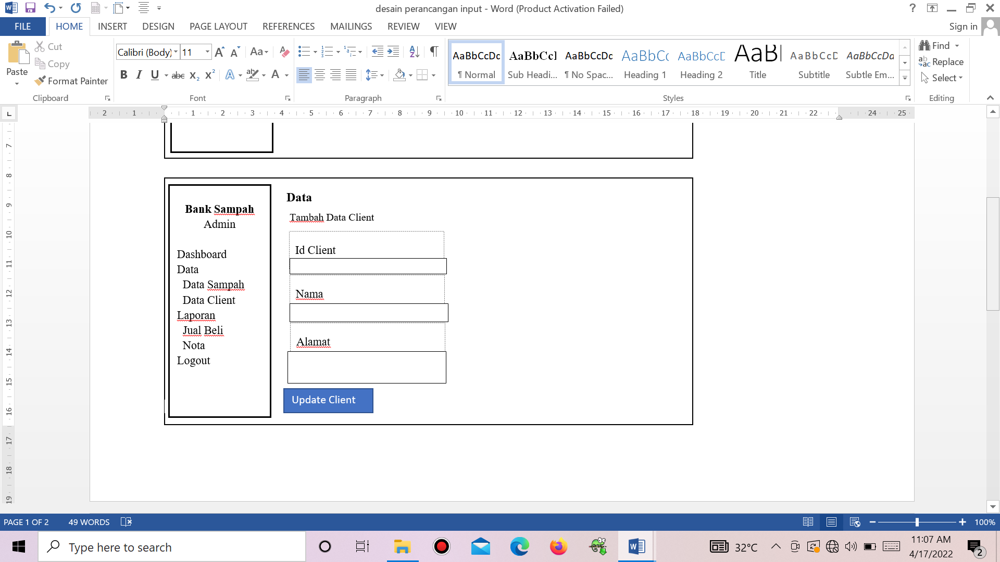 desain perancangan input - Word (Product Activation Failed)
FILE HOME INSERT DESIGN PAGE LAYOUT REFERENCES MAILINGS REVIEW VIEW Sign in
Paste
Cut
Copy
Format Painter
Clipboard
Calibri (Body) 11
Font
Paragraph
AaBbCcDc AaBbCcI AaBbCcDc AaBbCc AaBbCcD AaBl AaBbCcD AaBbCcDa
¶ Normal Sub Headi... ¶ No Spac... Heading 1 Heading 2 Title Subtitle Subtle Em...
Styles
Find
Replace
Select
Editing
2 1 1 2 3 4 5 6 7 8 9 10 11 12 13 14 15 16 17 18 19 20 21 22 24 25
7
8
9
10
11
12
13
14
15
16
17
18
19
Bank Sampah
Admin
Dashboard
Data
Data Sampah
Data Client
Laporan
Jual Beli
Nota
Logout
Data
Tambah Data Client
Id Client
Nama
Alamat
Update Client
PAGE 1 OF 2 49 WORDS 100%
Type here to search
32°C
11:07 AM
4/17/2022
2